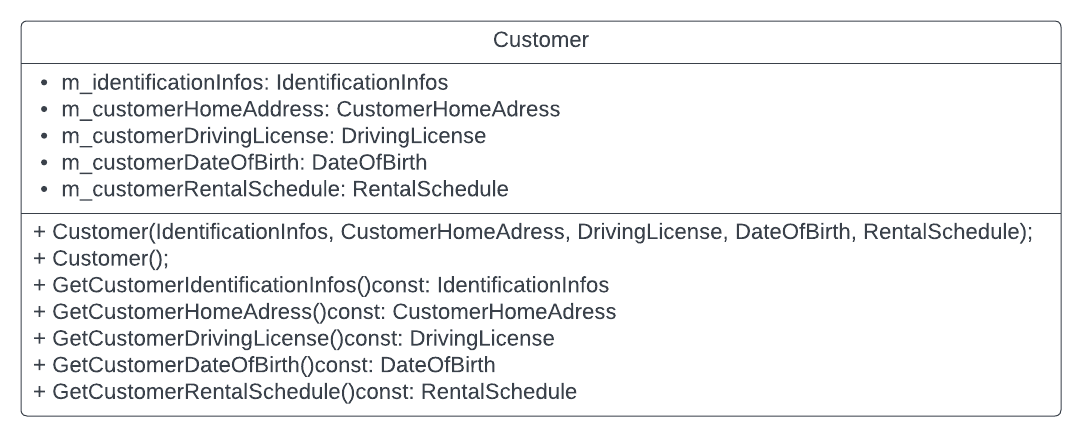 Customer
• m_identificationInfos: IdentificationInfos
• m_customerHomeAddress: CustomerHomeAdress
• m_customerDrivingLicense: DrivingLicense
• m_customerDateOfBirth: DateOfBirth
• m_customerRentalSchedule: RentalSchedule
+ Customer(IdentificationInfos, CustomerHomeAdress, DrivingLicense, DateOfBirth, RentalSchedule);
+ Customer();
+ GetCustomerIdentificationInfos()const: IdentificationInfos
+ GetCustomerHomeAdress()const: CustomerHomeAdress
+ GetCustomerDrivingLicense()const: DrivingLicense
+ GetCustomerDateOfBirth()const: DateOfBirth
+ GetCustomerRentalSchedule()const: RentalSchedule